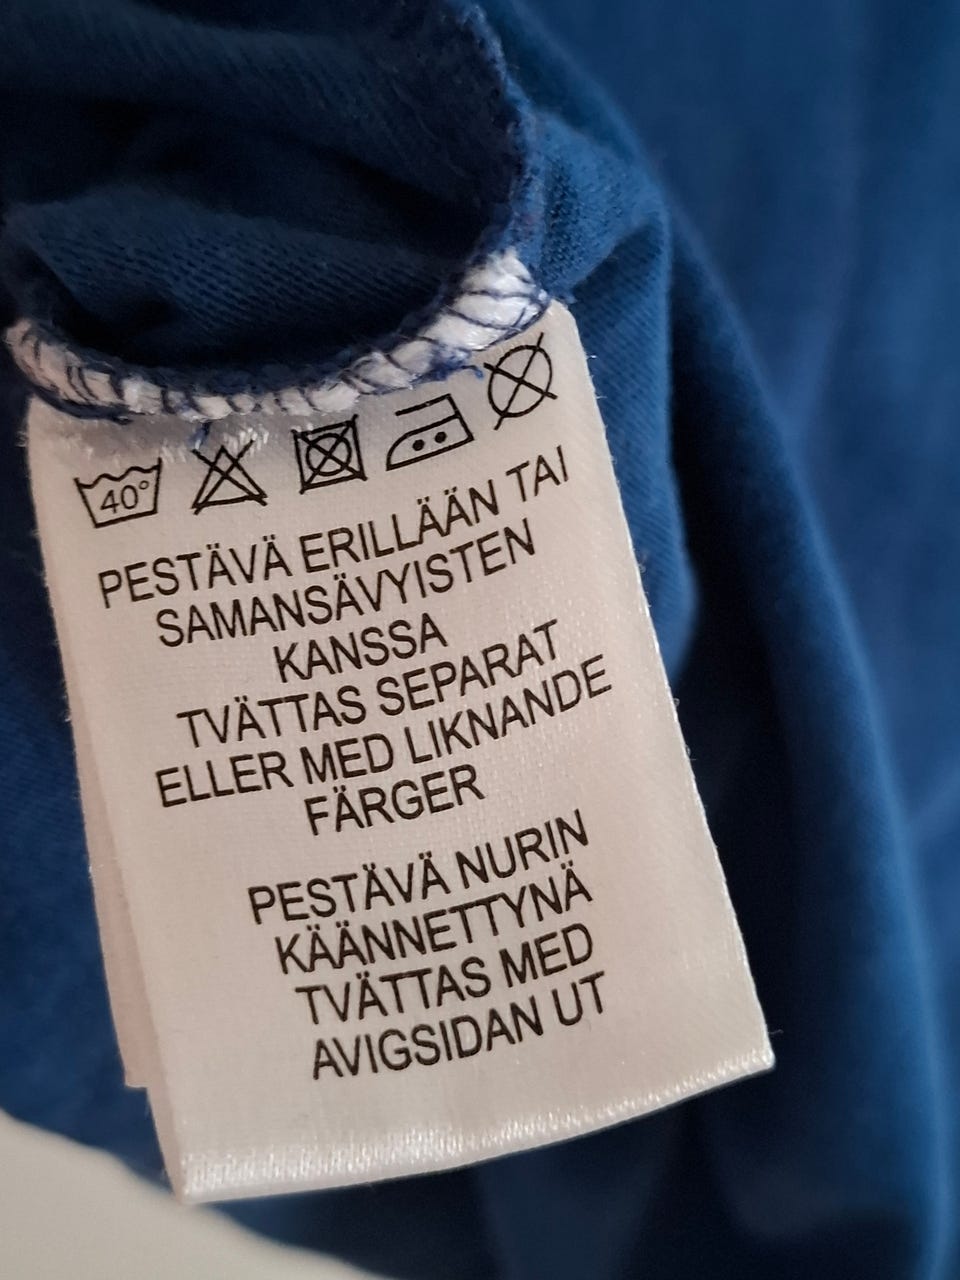 40°
PESTÄVÄ ERILLÄÄN TAI
SAMANSÄVYISTEN
KANSSA
TVÄTTAS SEPARAT
ELLER MED LIKNANDE
FÄRGER
PESTÄVÄ NURIN
KÄÄNNETTYNÄ
TVÄTTAS MED
AVIGSIDAN UT